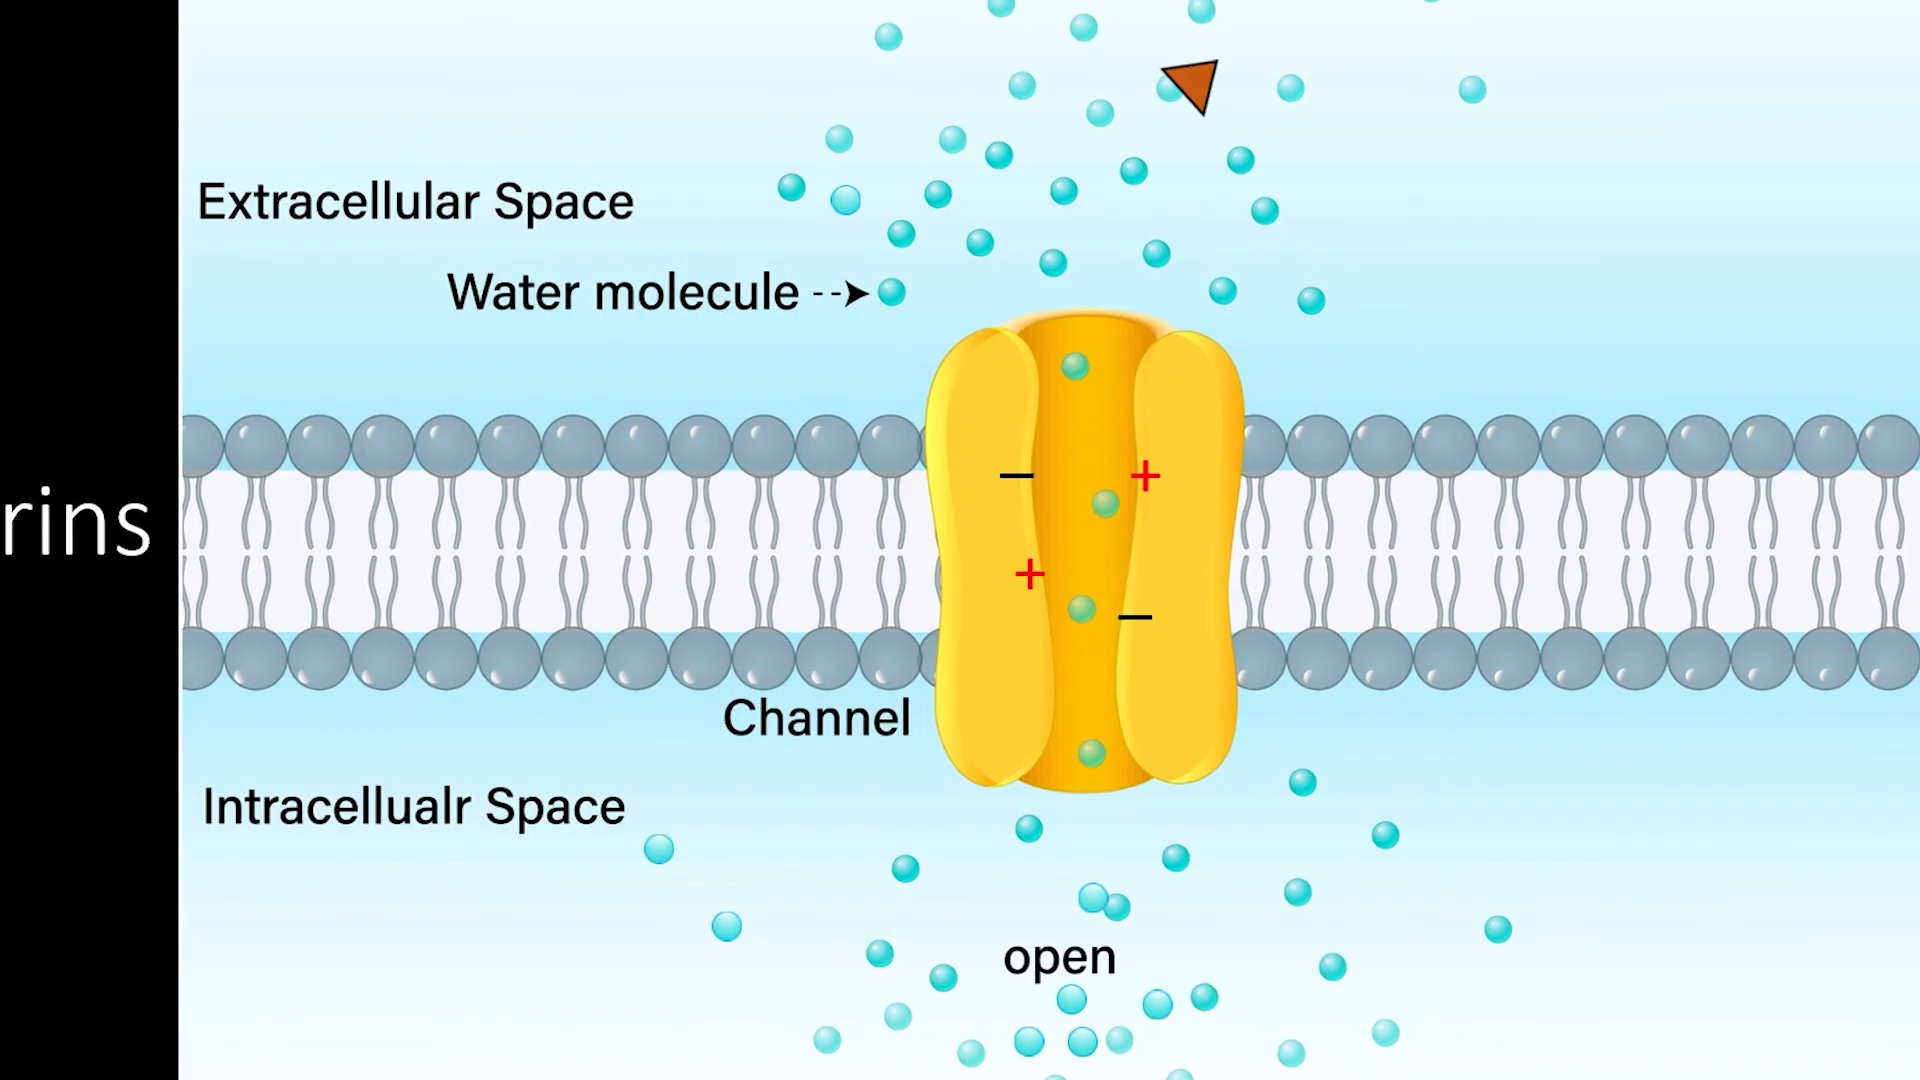 Extracellular Space
Water molecule
rins
Channel
Intracellualr Space
open